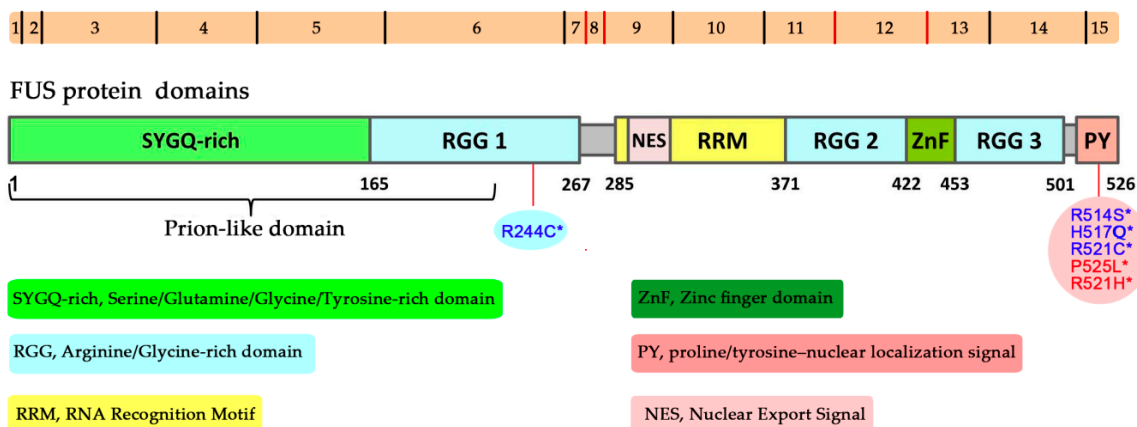 1 2 3 4 5 6 7 8 9 10 11 12 13 14 15
FUS protein domains
SYGQ-rich RGG 1 NES RRM RGG 2 ZnF RGG 3 PY
1 165 267 285 371 422 453 501 526
Prion-like domain
R244C*
R514S*
H517Q*
R521C*
P525L*
R521H*
SYGQ-rich, Serine/Glutamine/Glycine/Tyrosine-rich domain
ZnF, Zinc finger domain
RGG, Arginine/Glycine-rich domain
PY, proline/tyrosine–nuclear localization signal
RRM, RNA Recognition Motif
NES, Nuclear Export Signal